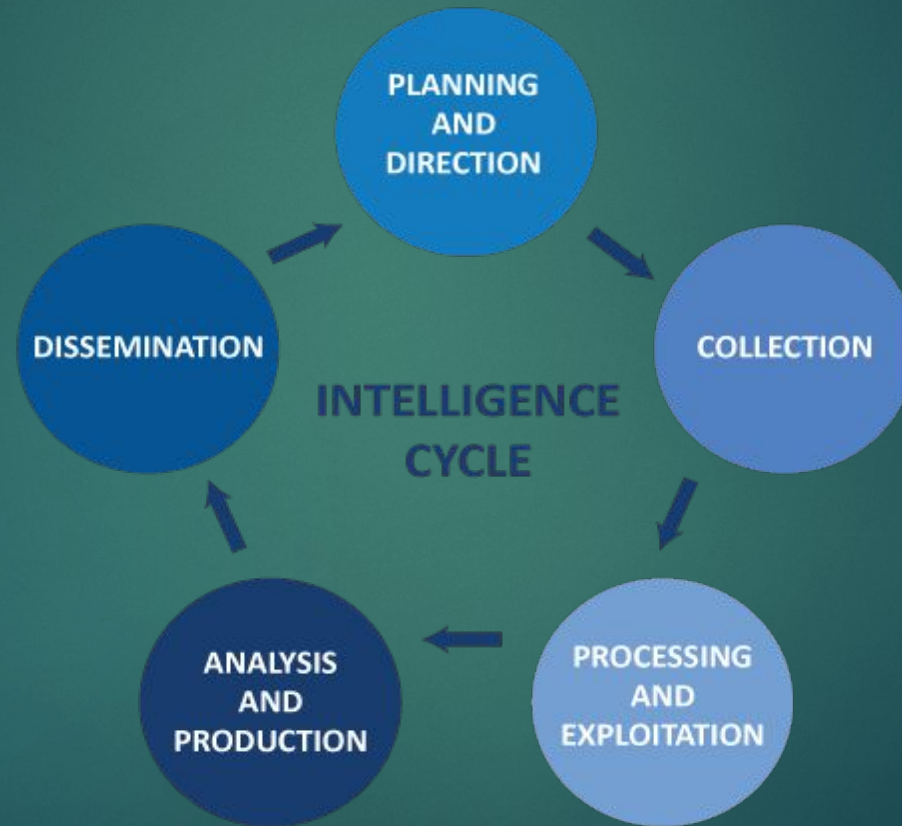 PLANNING
AND
DIRECTION
COLLECTION
PROCESSING
AND
EXPLOITATION
ANALYSIS
AND
PRODUCTION
DISSEMINATION
INTELLIGENCE
CYCLE